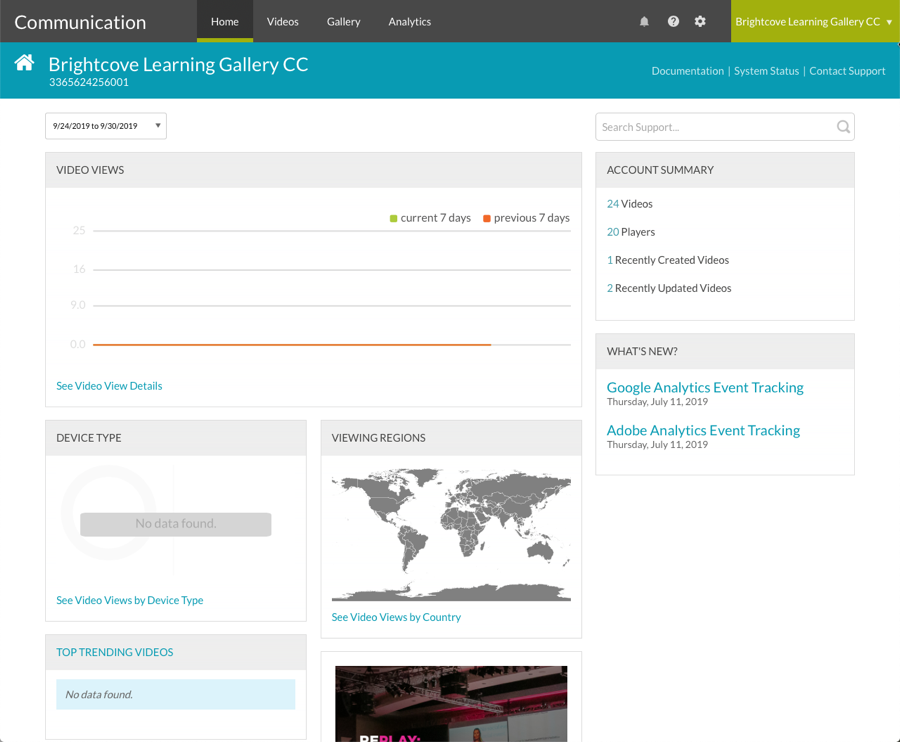 Communication
Home Videos Gallery Analytics
Brightcove Learning Gallery CC
Brightcove Learning Gallery CC
3365624256001
Documentation | System Status | Contact Support
9/24/2019 to 9/30/2019
Search Support...
VIDEO VIEWS
current 7 days previous 7 days
25
16
9.0
0.0
See Video View Details
ACCOUNT SUMMARY
24 Videos
20 Players
1 Recently Created Videos
2 Recently Updated Videos
WHAT'S NEW?
Google Analytics Event Tracking
Thursday, July 11, 2019
Adobe Analytics Event Tracking
Thursday, July 11, 2019
DEVICE TYPE
No data found.
See Video Views by Device Type
VIEWING REGIONS
See Video Views by Country
TOP TRENDING VIDEOS
No data found.
REPLAY: